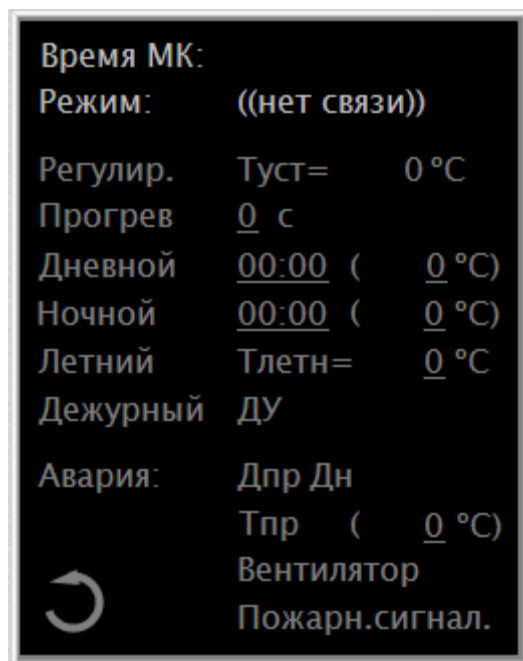 Время МК:
Режим: ((нет связи))
Регулир. Туст= 0 °C
Прогрев 0 с
Дневной 00:00 ( 0 °C)
Ночной 00:00 ( 0 °C)
Летний Тлетн= 0 °C
Дежурный ДУ
Авария: Дпр Дн
Тпр ( 0 °C)
Вентилятор
Пожарн.сигнал.